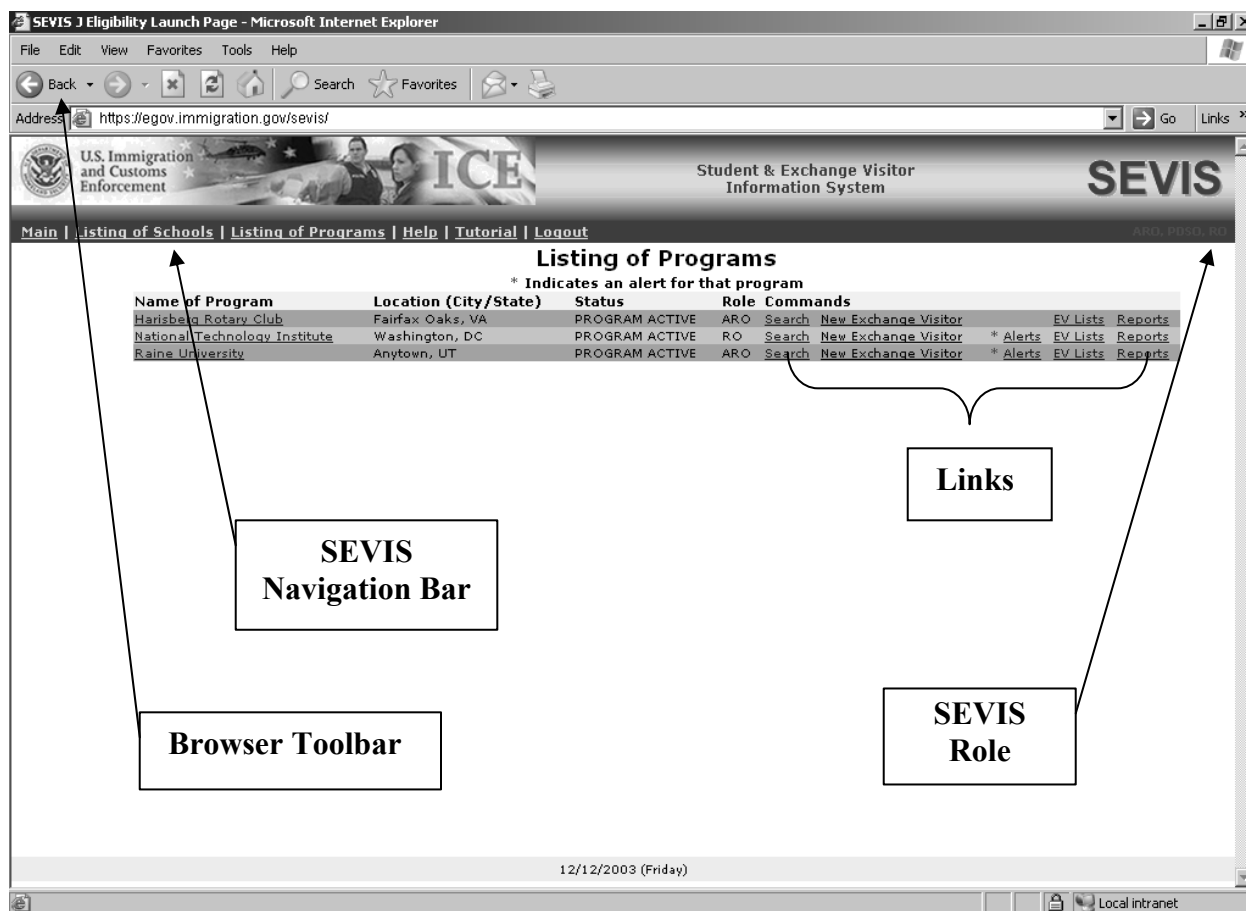 SEVIS J Eligibility Launch Page - Microsoft Internet Explorer
File Edit View Favorites Tools Help
Back Search Favorites
Address https://egov.immigration.gov/sevis/ Go Links »
U.S. Immigration
and Customs
Enforcement
ICE
Student & Exchange Visitor
Information System
SEVIS
Main | Listing of Schools | Listing of Programs | Help | Tutorial | Logout ARO, PDSO, RO
Listing of Programs
* Indicates an alert for that program
Name of Program Location (City/State) Status Role Commands
Harisberg Rotary Club Fairfax Oaks, VA PROGRAM ACTIVE ARO Search New Exchange Visitor EV Lists Reports
National Technology Institute Washington, DC PROGRAM ACTIVE RO Search New Exchange Visitor * Alerts EV Lists Reports
Raine University Anytown, UT PROGRAM ACTIVE ARO Search New Exchange Visitor * Alerts EV Lists Reports
Links
SEVIS
Navigation Bar
Browser Toolbar
SEVIS
Role
12/12/2003 (Friday)
Local intranet